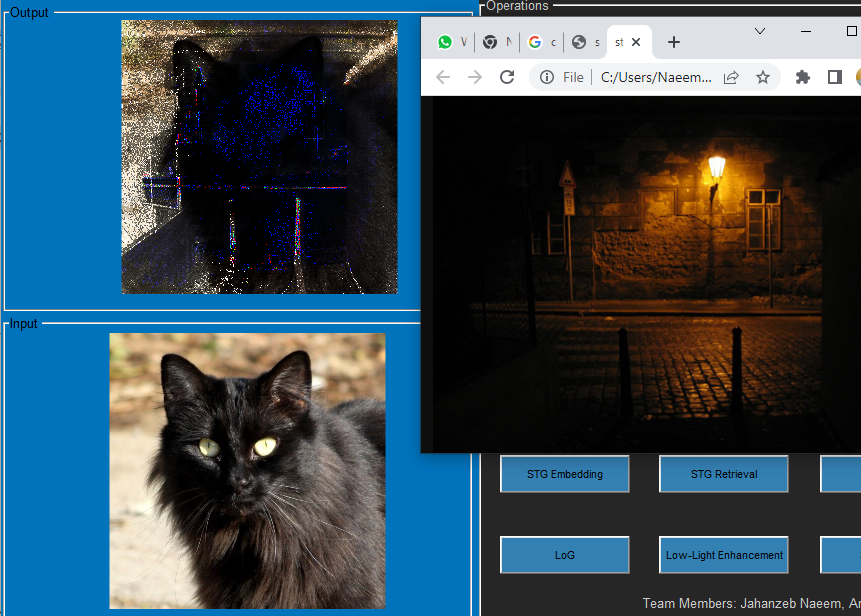 Output
Operations
W
N
c
s
st
File
C:/Users/Naeem...
Input
STG Embedding
STG Retrieval
LoG
Low-Light Enhancement
Team Members: Jahanzeb Naeem,